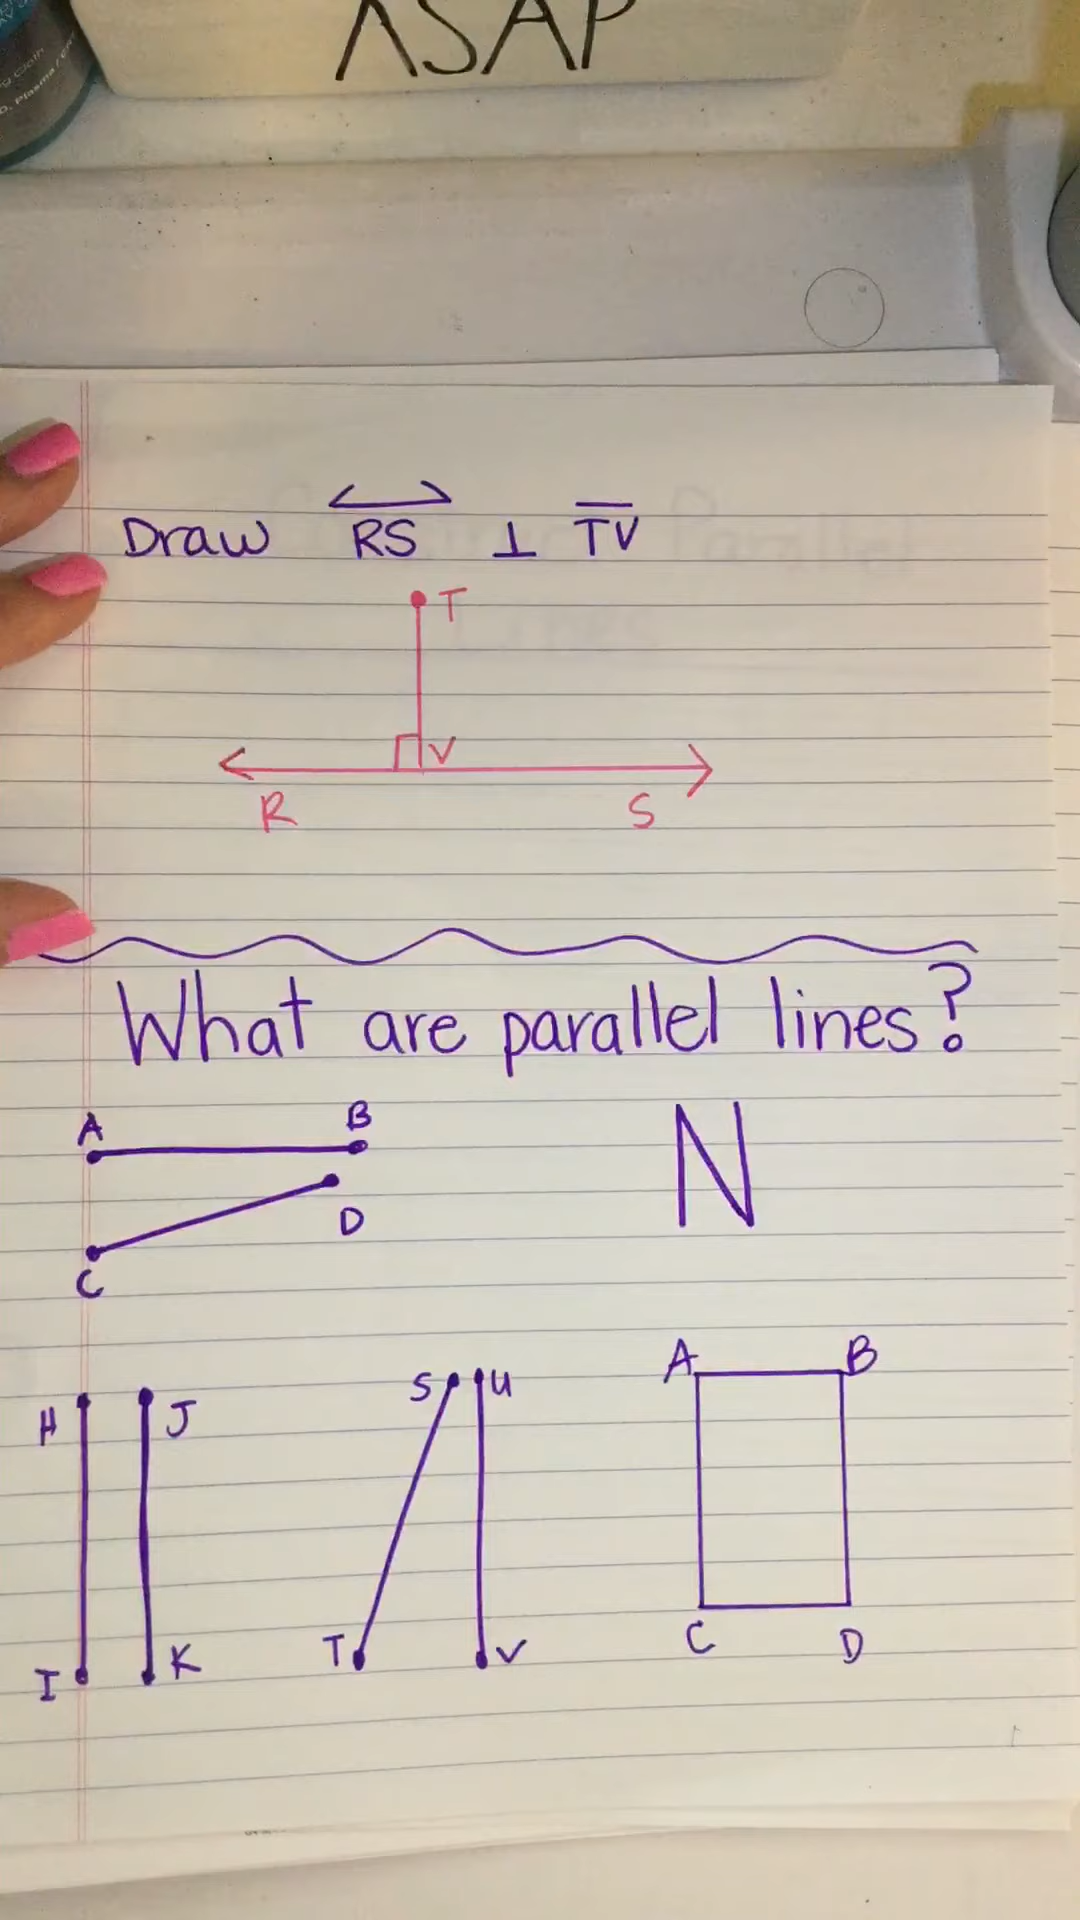 ASAP
Draw RS ⊥ TV
T
V
R S
What are parallel lines?
A B
D
C
N
H J
I K
S U
T V
A B
C D